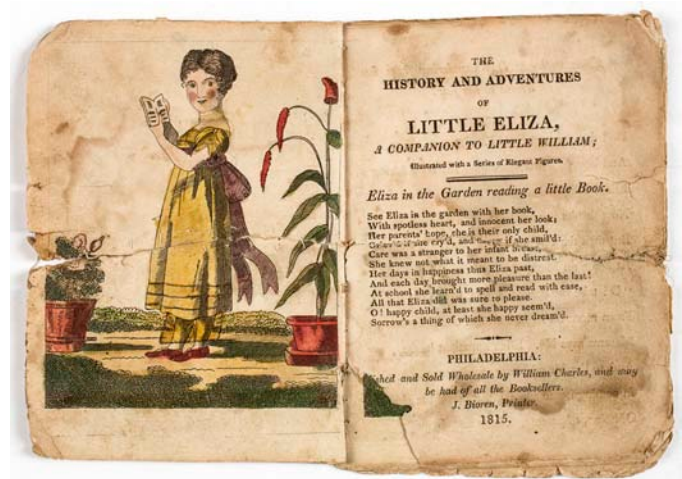 THE
HISTORY AND ADVENTURES
OF
LITTLE ELIZA,
A COMPANION TO LITTLE WILLIAM;
Illustrated with a Series of Elegant Figures.
Eliza in the Garden reading a little Book.
See Eliza in the garden with her book,
With spotless heart, and innocent her look;
Her parents' hope, she is their only child,
if she cry'd, and if she smil'd:
Care was a stranger to her infant breast,
She knew not what it meant to be distrest.
Her days in happiness thus Eliza past,
And each day brought more pleasure than the last!
At school she learn'd to spell and read with ease,
All that Eliza did was sure to please.
O! happy child, at least she happy seem'd,
Sorrow's a thing of which she never dream'd.
PHILADELPHIA:
ished and Sold Wholesale by William Charles, and may
be had of all the Booksellers.
J. Bioren, Printer.
1815.